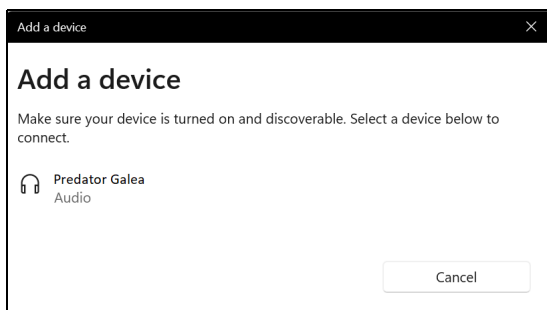 Add a device
Add a device
Make sure your device is turned on and discoverable. Select a device below to
connect.
Predator Galea
Audio
Cancel